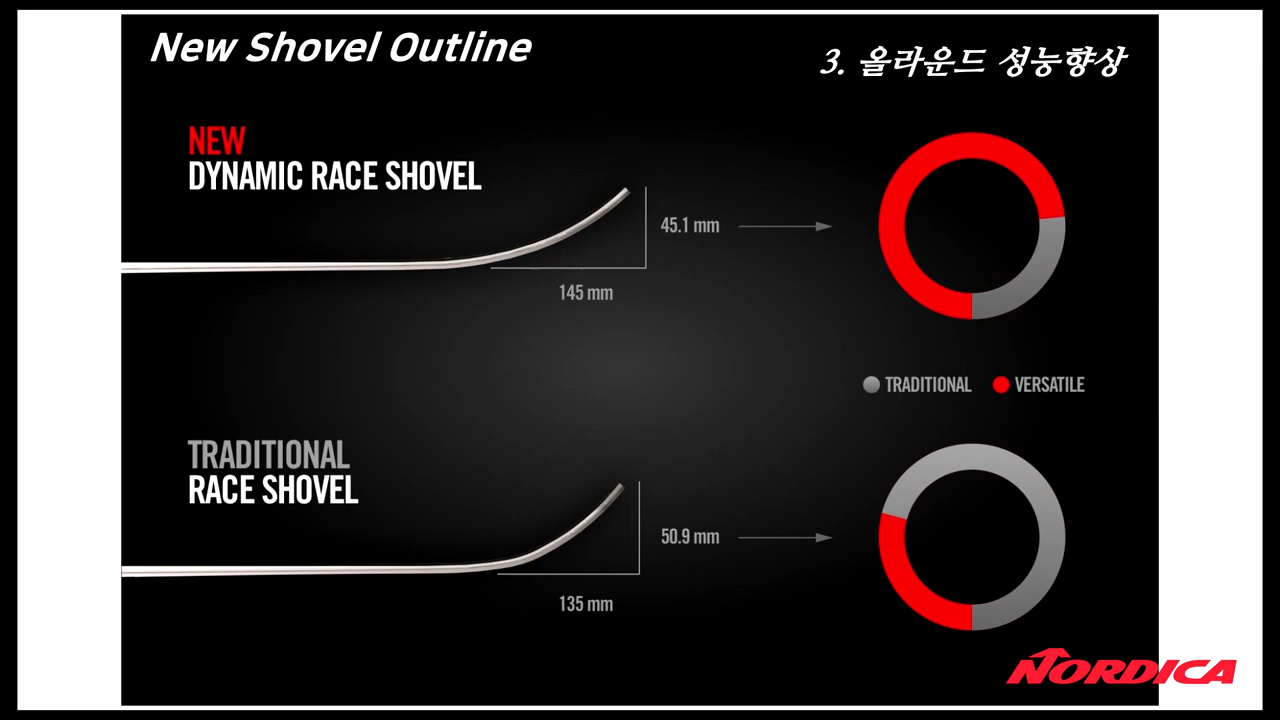 New Shovel Outline
3. 올라운드 성능향상
NEW
DYNAMIC RACE SHOVEL
45.1 mm
145 mm
TRADITIONAL
VERSATILE
TRADITIONAL
RACE SHOVEL
50.9 mm
135 mm
NORDICA